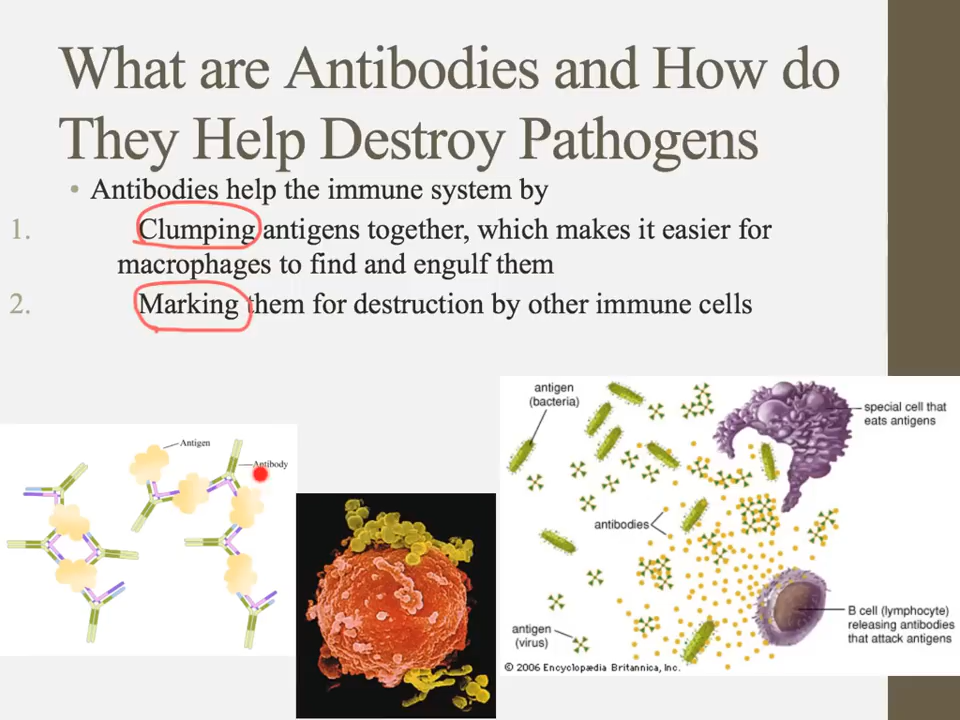 What are Antibodies and How do
They Help Destroy Pathogens
• Antibodies help the immune system by
1. Clumping antigens together, which makes it easier for
macrophages to find and engulf them
2. Marking them for destruction by other immune cells
Antigen
Antibody
antigen
(bacteria)
special cell that
eats antigens
antibodies
B cell (lymphocyte)
releasing antibodies
that attack antigens
antigen
(virus)
© 2006 Encyclopædia Britannica, Inc.